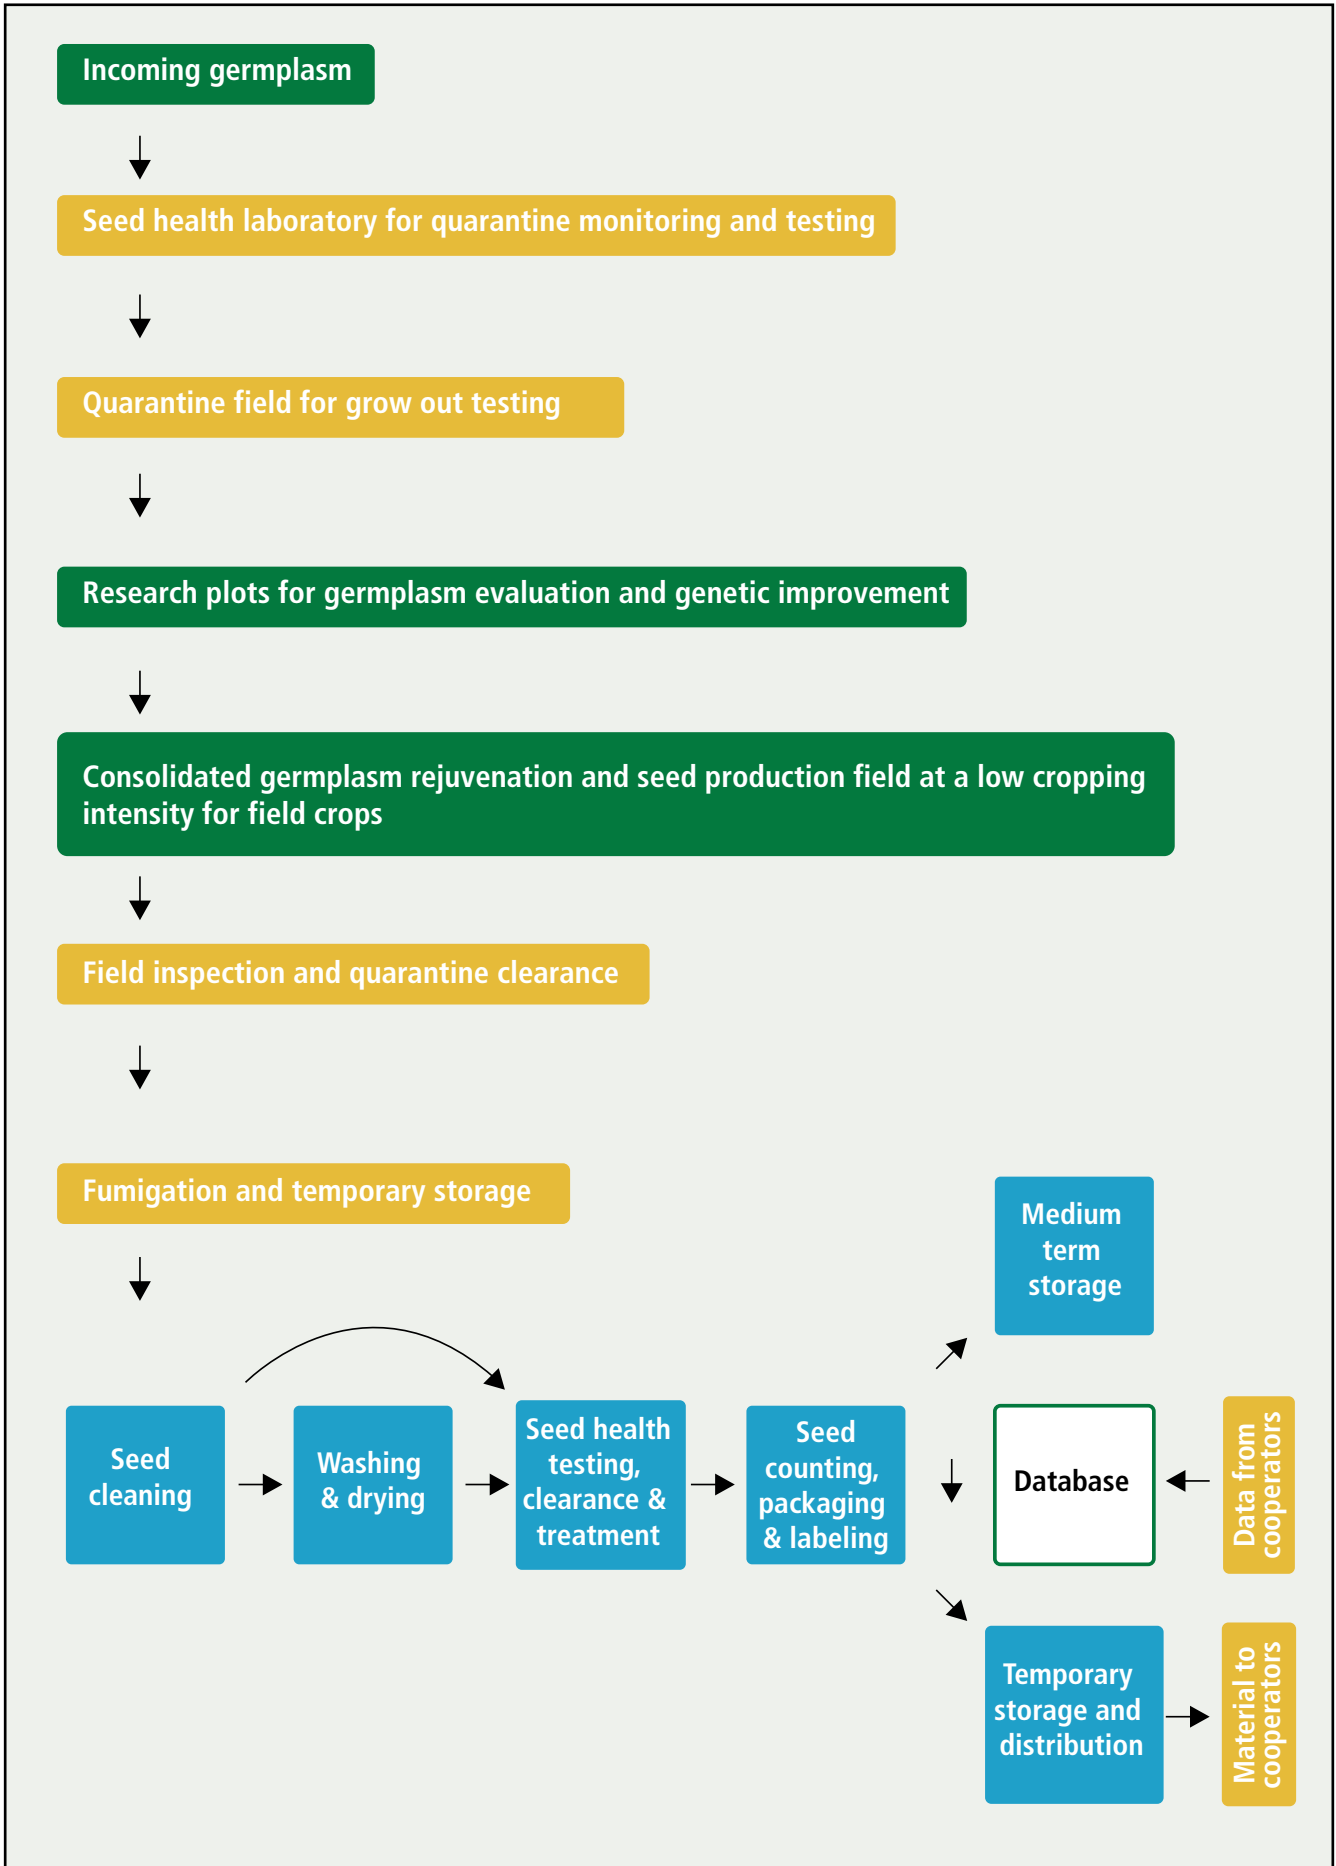 Incoming germplasm
Seed health laboratory for quarantine monitoring and testing
Quarantine field for grow out testing
Research plots for germplasm evaluation and genetic improvement
Consolidated germplasm rejuvenation and seed production field at a low cropping
intensity for field crops
Field inspection and quarantine clearance
Fumigation and temporary storage
Medium
term
storage
Seed
cleaning
Washing
& drying
Seed health
testing,
clearance &
treatment
Seed
counting,
packaging
& labeling
Database
Data from
cooperators
Temporary
storage and
distribution
Material to
cooperators